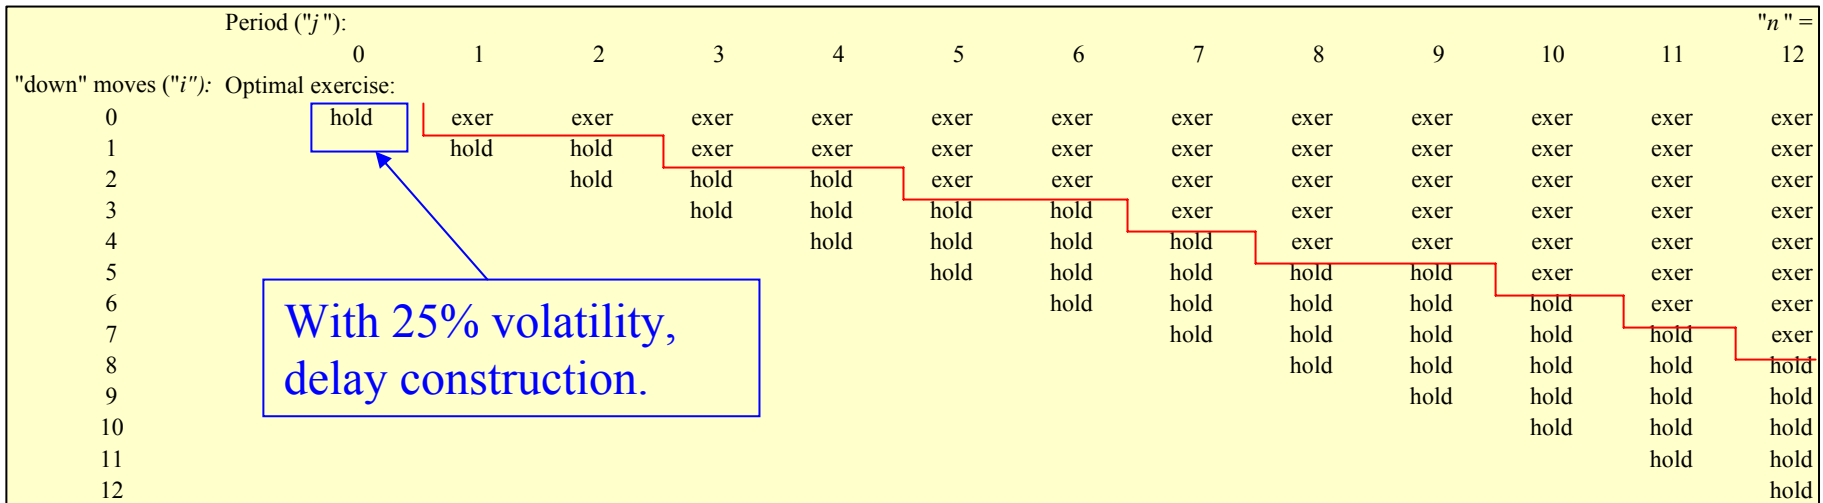 Period ("j"): "n" =
0 1 2 3 4 5 6 7 8 9 10 11 12
"down" moves ("i"): Optimal exercise:
0 hold exer exer exer exer exer exer exer exer exer exer exer exer
1 hold hold exer exer exer exer exer exer exer exer exer exer
2 hold hold hold exer exer exer exer exer exer exer exer
3 hold hold hold hold exer exer exer exer exer exer
4 hold hold hold hold exer exer exer exer exer
5 hold hold hold hold hold exer exer exer
6 hold hold hold hold hold exer exer
7 hold hold hold hold hold exer
8 hold hold hold hold hold
9 hold hold hold hold
10 hold hold hold
11 hold hold
12 hold
With 25% volatility,
delay construction.